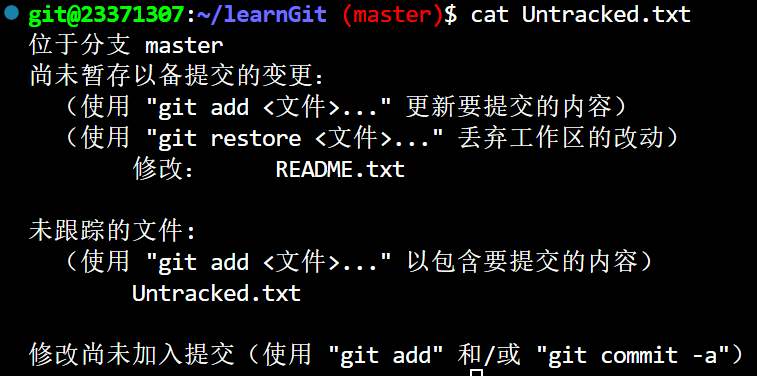 git@23371307:~/learnGit (master)$ cat Untracked.txt
位于分支 master
尚未暂存以备提交的变更：
（使用 "git add <文件>..." 更新要提交的内容）
（使用 "git restore <文件>..." 丢弃工作区的改动）
修改：     README.txt
未跟踪的文件:
（使用 "git add <文件>..." 以包含要提交的内容）
Untracked.txt
修改尚未加入提交（使用 "git add" 和/或 "git commit -a"）